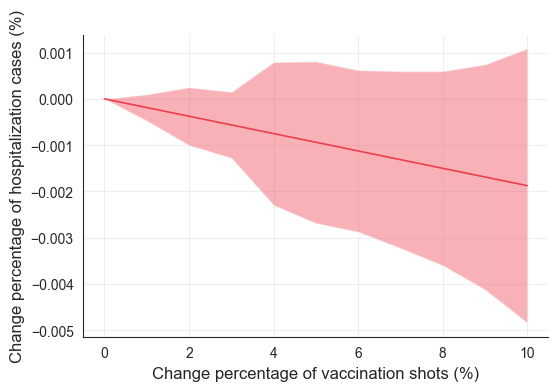 Change percentage of hospitalization cases (%)
0.001
0.000
−0.001
−0.002
−0.003
−0.004
−0.005
0 2 4 6 8 10
Change percentage of vaccination shots (%)